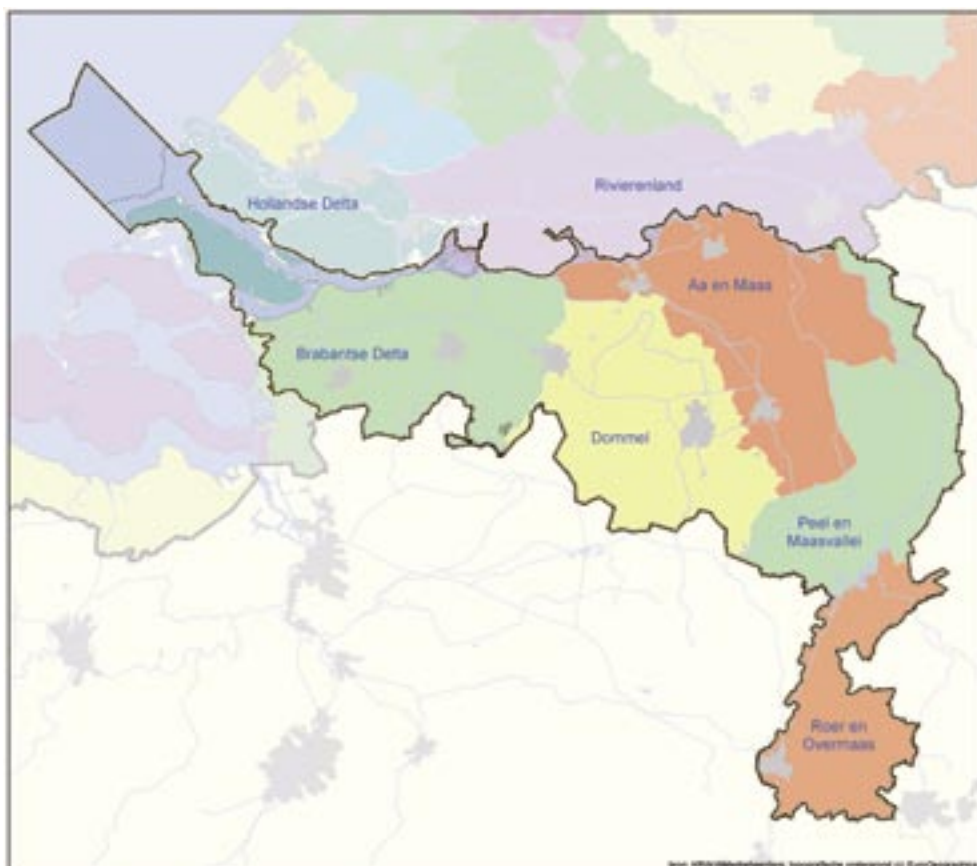 Rivierenland
Hollandse Delta
Aa en Maas
Brabantse Delta
Dommel
Peel en
Maasvallei
Roer en
Overmaas